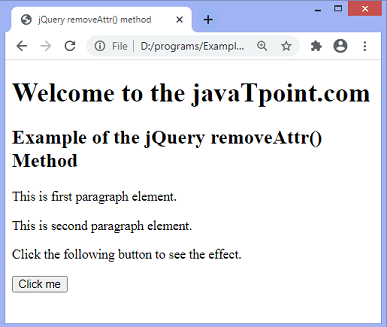 jQuery removeAttr() method
File | D:/programs/Exampl...
Welcome to the javaTpoint.com
Example of the jQuery removeAttr()
Method
This is first paragraph element.
This is second paragraph element.
Click the following button to see the effect.
Click me